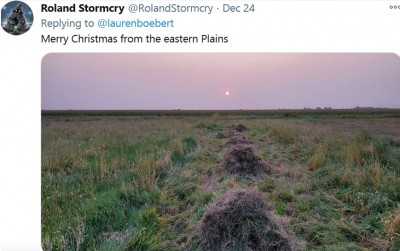 Roland Stormcry @RolandStormcry · Dec 24
Replying to @laurenboebert
Merry Christmas from the eastern Plains